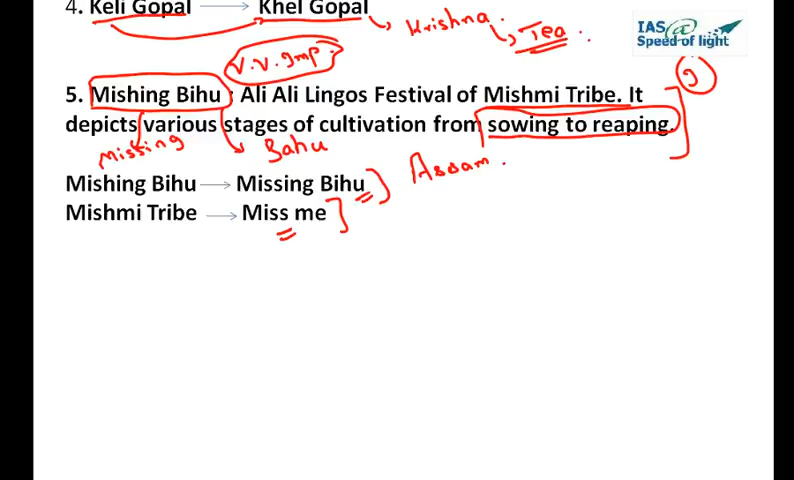 4. Keli Gopal → Khel Gopal
Krishna
Tea
IAS@
Speed of light
V.V. Imp
5. Mishing Bihu : Ali Ali Lingos Festival of Mishmi Tribe. It
depicts various stages of cultivation from sowing to reaping.
Missing
Bahu
Assam
Mishing Bihu → Missing Bihu
Mishmi Tribe → Miss me